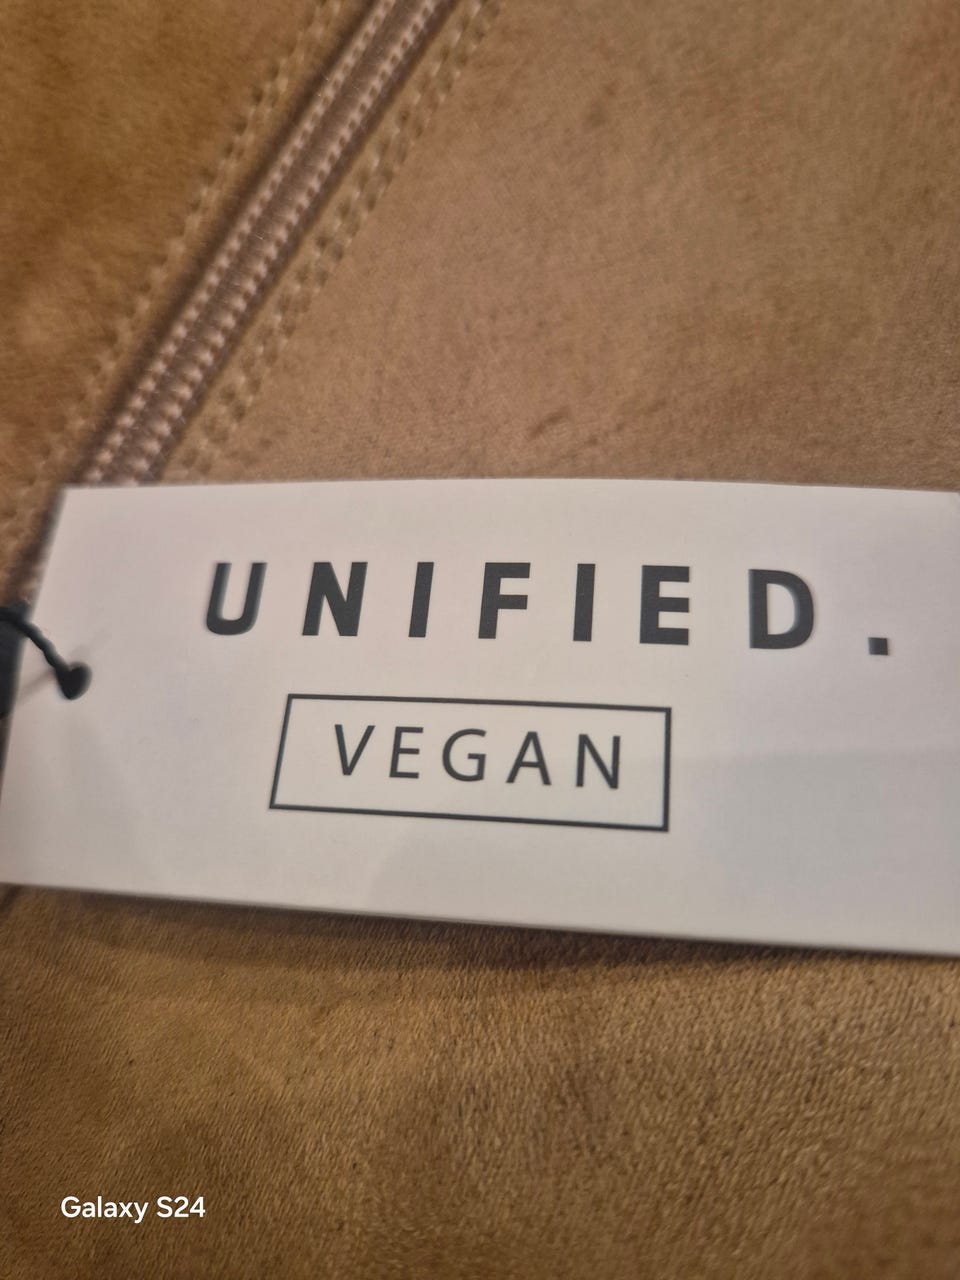 UNIFIED.
VEGAN
Galaxy S24